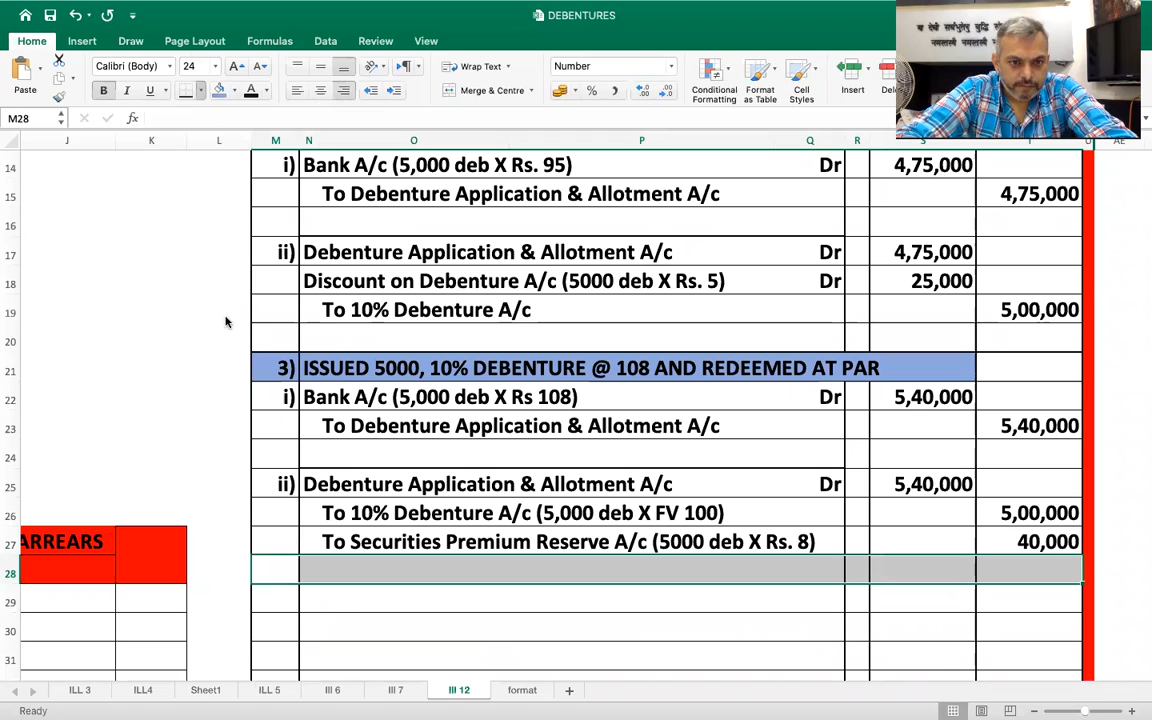 DEBENTURES
Home Insert Draw Page Layout Formulas Data Review View
Paste Calibri (Body) 24 A A Wrap Text Number
B I U A Merge & Centre % Conditional Formatting Format as Table Cell Styles Insert
M28 fx
J K L M N O P Q R S AE
14 i) Bank A/c (5,000 deb X Rs. 95) Dr 4,75,000
15 To Debenture Application & Allotment A/c 4,75,000
16
17 ii) Debenture Application & Allotment A/c Dr 4,75,000
18 Discount on Debenture A/c (5000 deb X Rs. 5) Dr 25,000
19 To 10% Debenture A/c 5,00,000
20
21 3) ISSUED 5000, 10% DEBENTURE @ 108 AND REDEEMED AT PAR
22 i) Bank A/c (5,000 deb X Rs 108) Dr 5,40,000
23 To Debenture Application & Allotment A/c 5,40,000
24
25 ii) Debenture Application & Allotment A/c Dr 5,40,000
26 To 10% Debenture A/c (5,000 deb X FV 100) 5,00,000
27 ARREARS To Securities Premium Reserve A/c (5000 deb X Rs. 8) 40,000
28
29
30
31
ILL 3 ILL4 Sheet1 ILL 5 III 6 III 7 III 12 format
Ready